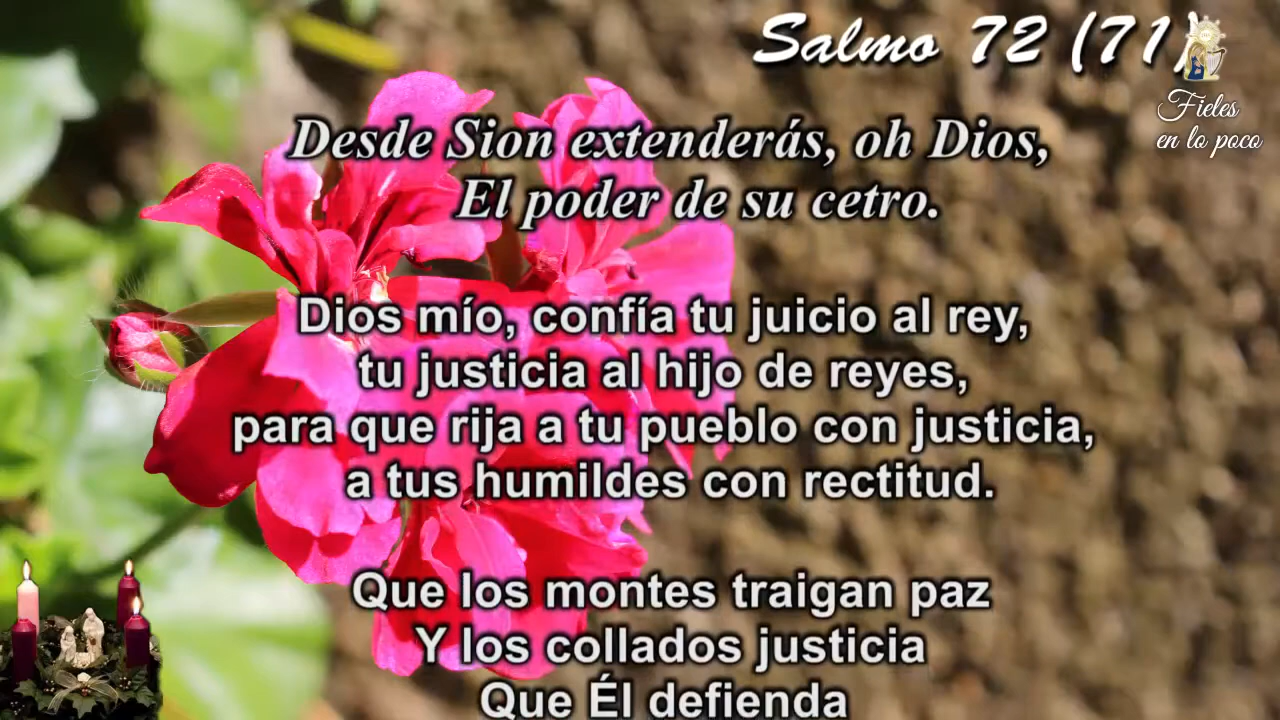 Salmo 72 (71)
Fieles
en lo poco
Desde Sion extenderás, oh Dios,
El poder de su cetro.
Dios mío, confía tu juicio al rey,
tu justicia al hijo de reyes,
para que rija a tu pueblo con justicia,
a tus humildes con rectitud.
Que los montes traigan paz
Y los collados justicia
Que Él defienda